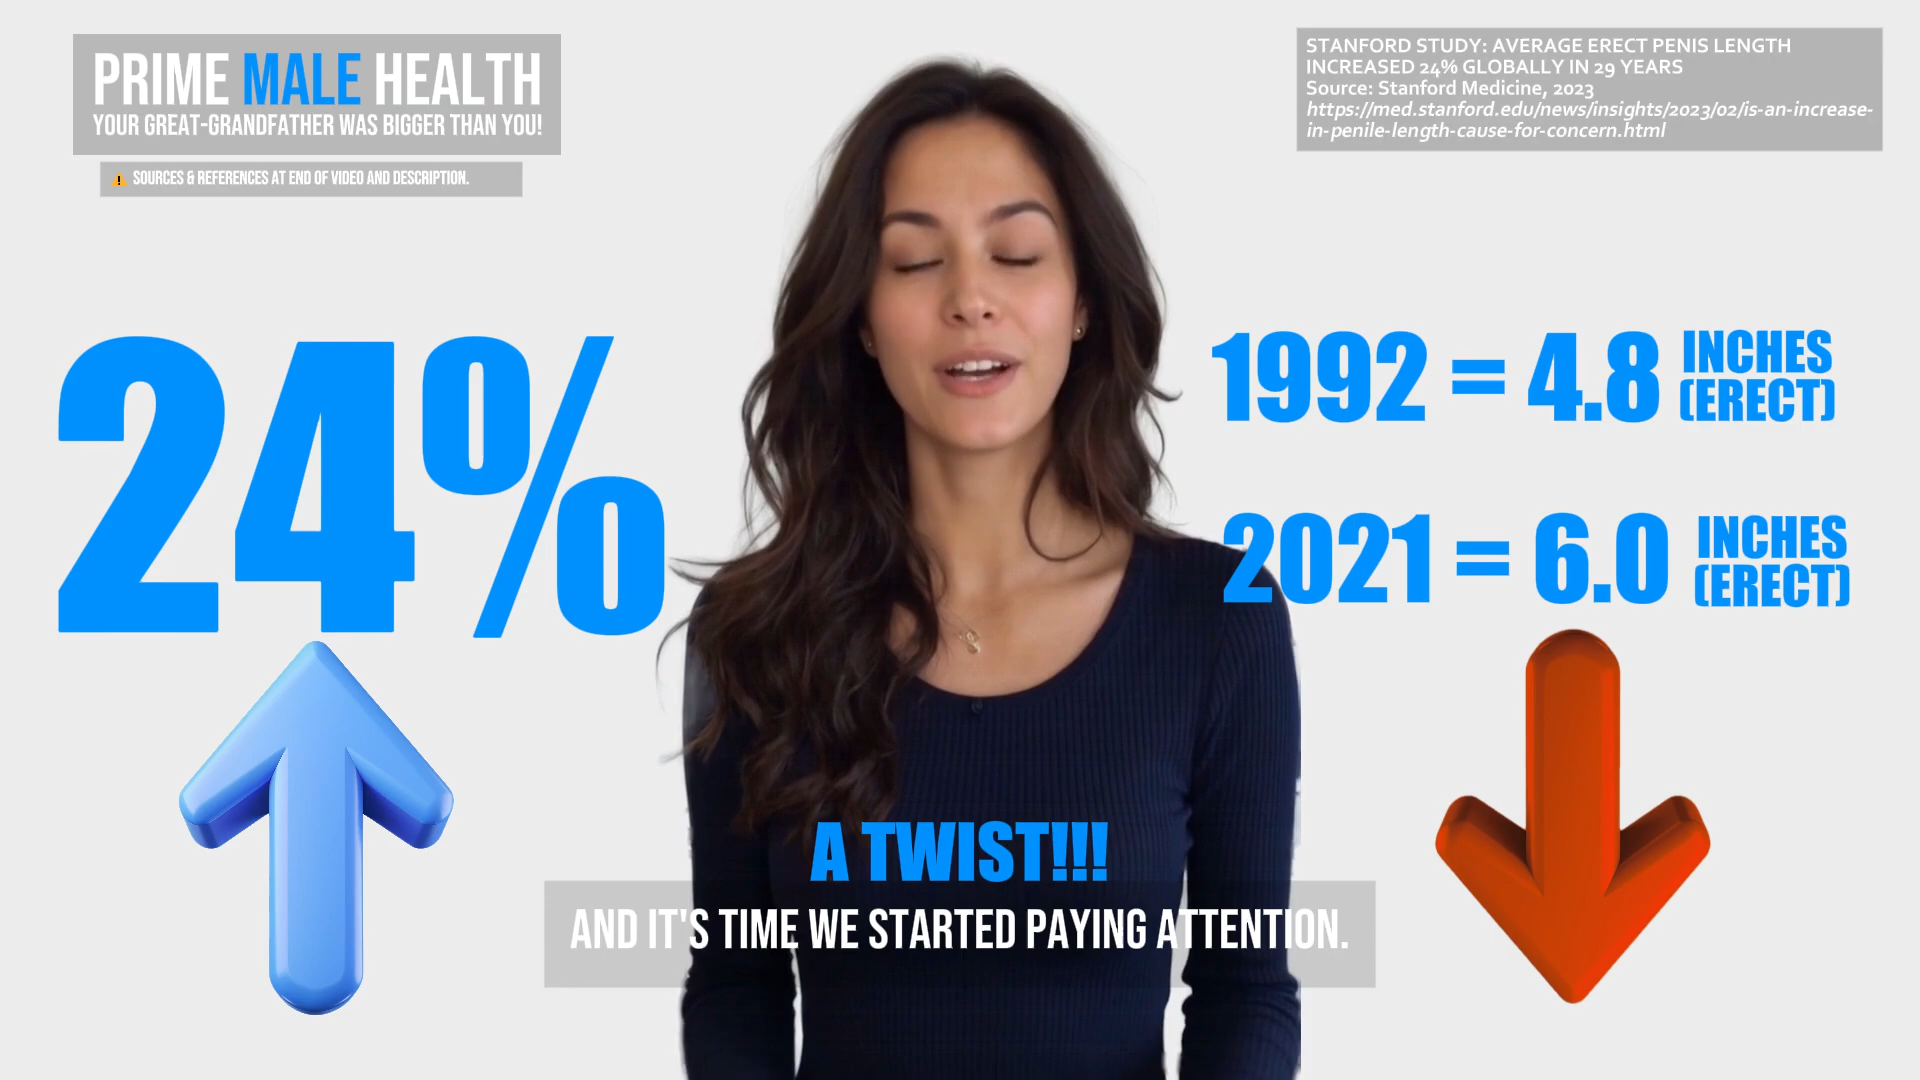 PRIME MALE HEALTH
YOUR GREAT-GRANDFATHER WAS BIGGER THAN YOU!
⚠ SOURCES & REFERENCES AT END OF VIDEO AND DESCRIPTION.
STANFORD STUDY: AVERAGE ERECT PENIS LENGTH
INCREASED 24% GLOBALLY IN 29 YEARS
Source: Stanford Medicine, 2023
https://med.stanford.edu/news/insights/2023/02/is-an-increase-
in-penile-length-cause-for-concern.html
24%
1992 = 4.8 INCHES
(ERECT)
2021 = 6.0 INCHES
(ERECT)
A TWIST!!!
AND IT'S TIME WE STARTED PAYING ATTENTION.